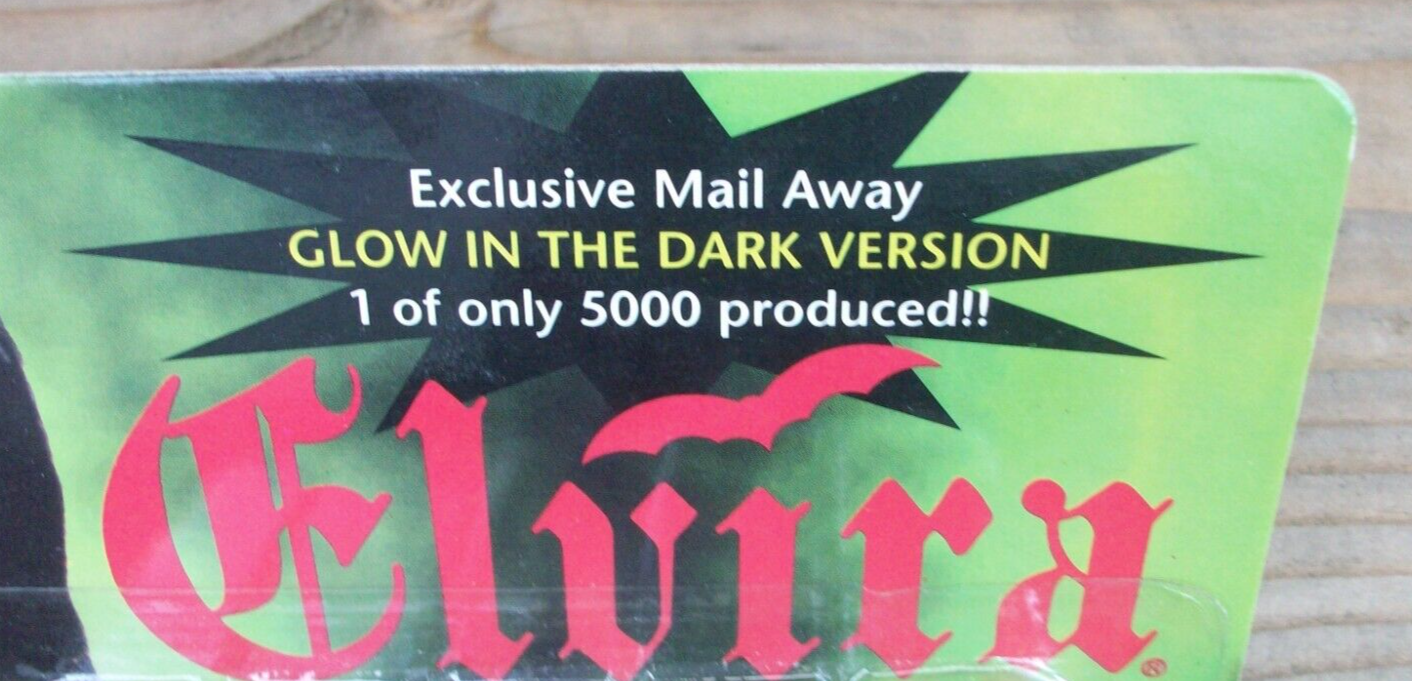 Exclusive Mail Away
GLOW IN THE DARK VERSION
1 of only 5000 produced!!
Elvira®